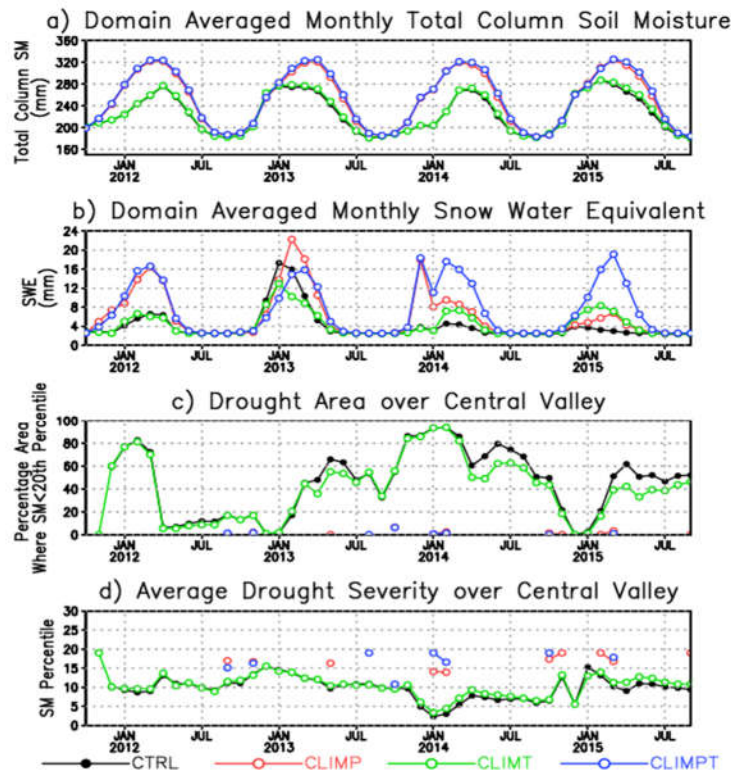 a) Domain Averaged Monthly Total Column Soil Moisture
Total Column SM
(mm)
360
320
280
240
200
160
JAN
2012
JUL
JAN
2013
JUL
JAN
2014
JUL
JAN
2015
JUL
b) Domain Averaged Monthly Snow Water Equivalent
SWE
(mm)
24
20
16
12
8
4
0
JAN
2012
JUL
JAN
2013
JUL
JAN
2014
JUL
JAN
2015
JUL
c) Drought Area over Central Valley
Percentage Area
Where SM<20th Percentile
100
80
60
40
20
0
JAN
2012
JUL
JAN
2013
JUL
JAN
2014
JUL
JAN
2015
JUL
d) Average Drought Severity over Central Valley
SM Percentile
30
25
20
15
10
5
0
JAN
2012
JUL
JAN
2013
JUL
JAN
2014
JUL
JAN
2015
JUL
CTRL CLIMP CLIMT CLIMPT